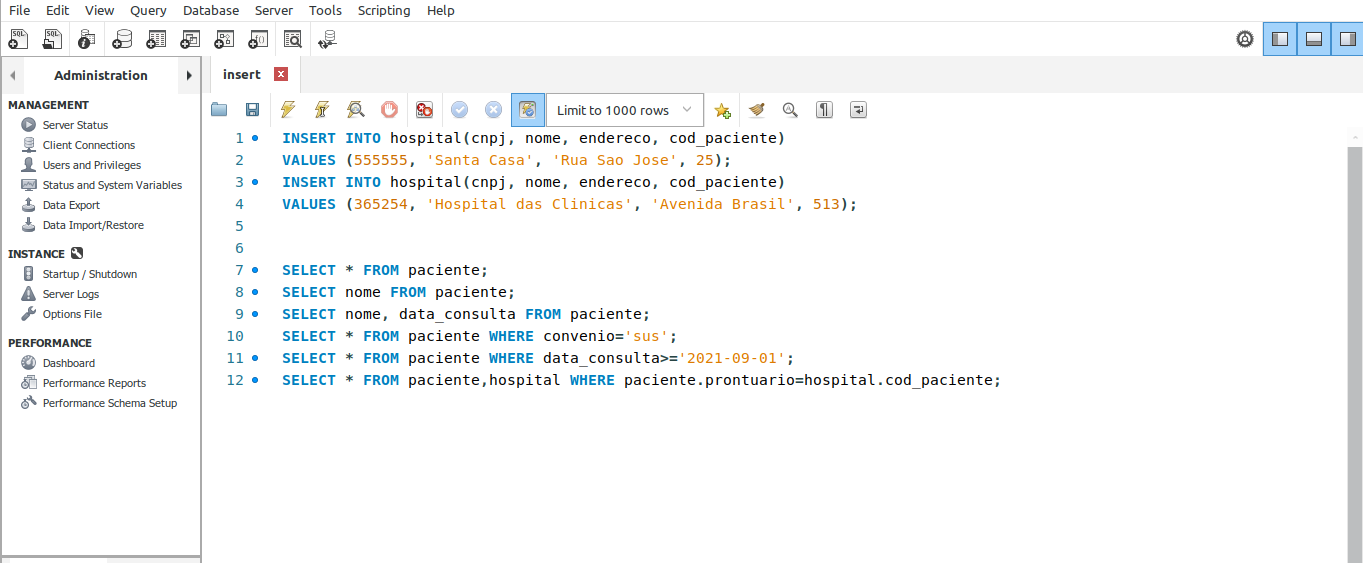 File Edit View Query Database Server Tools Scripting Help
Administration
insert
MANAGEMENT
Server Status
Client Connections
Users and Privileges
Status and System Variables
Data Export
Data Import/Restore
INSTANCE
Startup / Shutdown
Server Logs
Options File
PERFORMANCE
Dashboard
Performance Reports
Performance Schema Setup
Limit to 1000 rows
1 INSERT INTO hospital(cnpj, nome, endereco, cod_paciente)
2 VALUES (555555, 'Santa Casa', 'Rua Sao Jose', 25);
3 INSERT INTO hospital(cnpj, nome, endereco, cod_paciente)
4 VALUES (365254, 'Hospital das Clinicas', 'Avenida Brasil', 513);
5
6
7 SELECT * FROM paciente;
8 SELECT nome FROM paciente;
9 SELECT nome, data_consulta FROM paciente;
10 SELECT * FROM paciente WHERE convenio='sus';
11 SELECT * FROM paciente WHERE data_consulta>='2021-09-01';
12 SELECT * FROM paciente,hospital WHERE paciente.prontuario=hospital.cod_paciente;